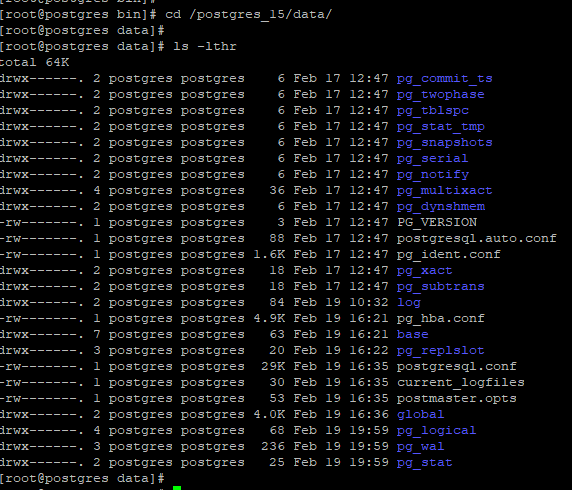 [root@postgres bin]#
[root@postgres bin]# cd /postgres_15/data/
[root@postgres data]#
[root@postgres data]# ls -lthr
total 64K
drwx------. 2 postgres postgres    6 Feb 17 12:47 pg_commit_ts
drwx------. 2 postgres postgres    6 Feb 17 12:47 pg_twophase
drwx------. 2 postgres postgres    6 Feb 17 12:47 pg_tblspc
drwx------. 2 postgres postgres    6 Feb 17 12:47 pg_stat_tmp
drwx------. 2 postgres postgres    6 Feb 17 12:47 pg_snapshots
drwx------. 2 postgres postgres    6 Feb 17 12:47 pg_serial
drwx------. 2 postgres postgres    6 Feb 17 12:47 pg_notify
drwx------. 4 postgres postgres   36 Feb 17 12:47 pg_multixact
drwx------. 2 postgres postgres    6 Feb 17 12:47 pg_dynshmem
-rw-------. 1 postgres postgres    3 Feb 17 12:47 PG_VERSION
-rw-------. 1 postgres postgres   88 Feb 17 12:47 postgresql.auto.conf
-rw-------. 1 postgres postgres 1.6K Feb 17 12:47 pg_ident.conf
drwx------. 2 postgres postgres   18 Feb 17 12:47 pg_xact
drwx------. 2 postgres postgres   18 Feb 17 12:47 pg_subtrans
drwx------. 2 postgres postgres   84 Feb 19 10:32 log
-rw-------. 1 postgres postgres 4.9K Feb 19 16:21 pg_hba.conf
drwx------. 7 postgres postgres   63 Feb 19 16:21 base
drwx------. 3 postgres postgres   20 Feb 19 16:22 pg_replslot
-rw-------. 1 postgres postgres  29K Feb 19 16:35 postgresql.conf
-rw-------. 1 postgres postgres   30 Feb 19 16:35 current_logfiles
-rw-------. 1 postgres postgres   53 Feb 19 16:35 postmaster.opts
drwx------. 2 postgres postgres 4.0K Feb 19 16:36 global
drwx------. 4 postgres postgres   68 Feb 19 19:59 pg_logical
drwx------. 3 postgres postgres  236 Feb 19 19:59 pg_wal
drwx------. 2 postgres postgres   25 Feb 19 19:59 pg_stat
[root@postgres data]#